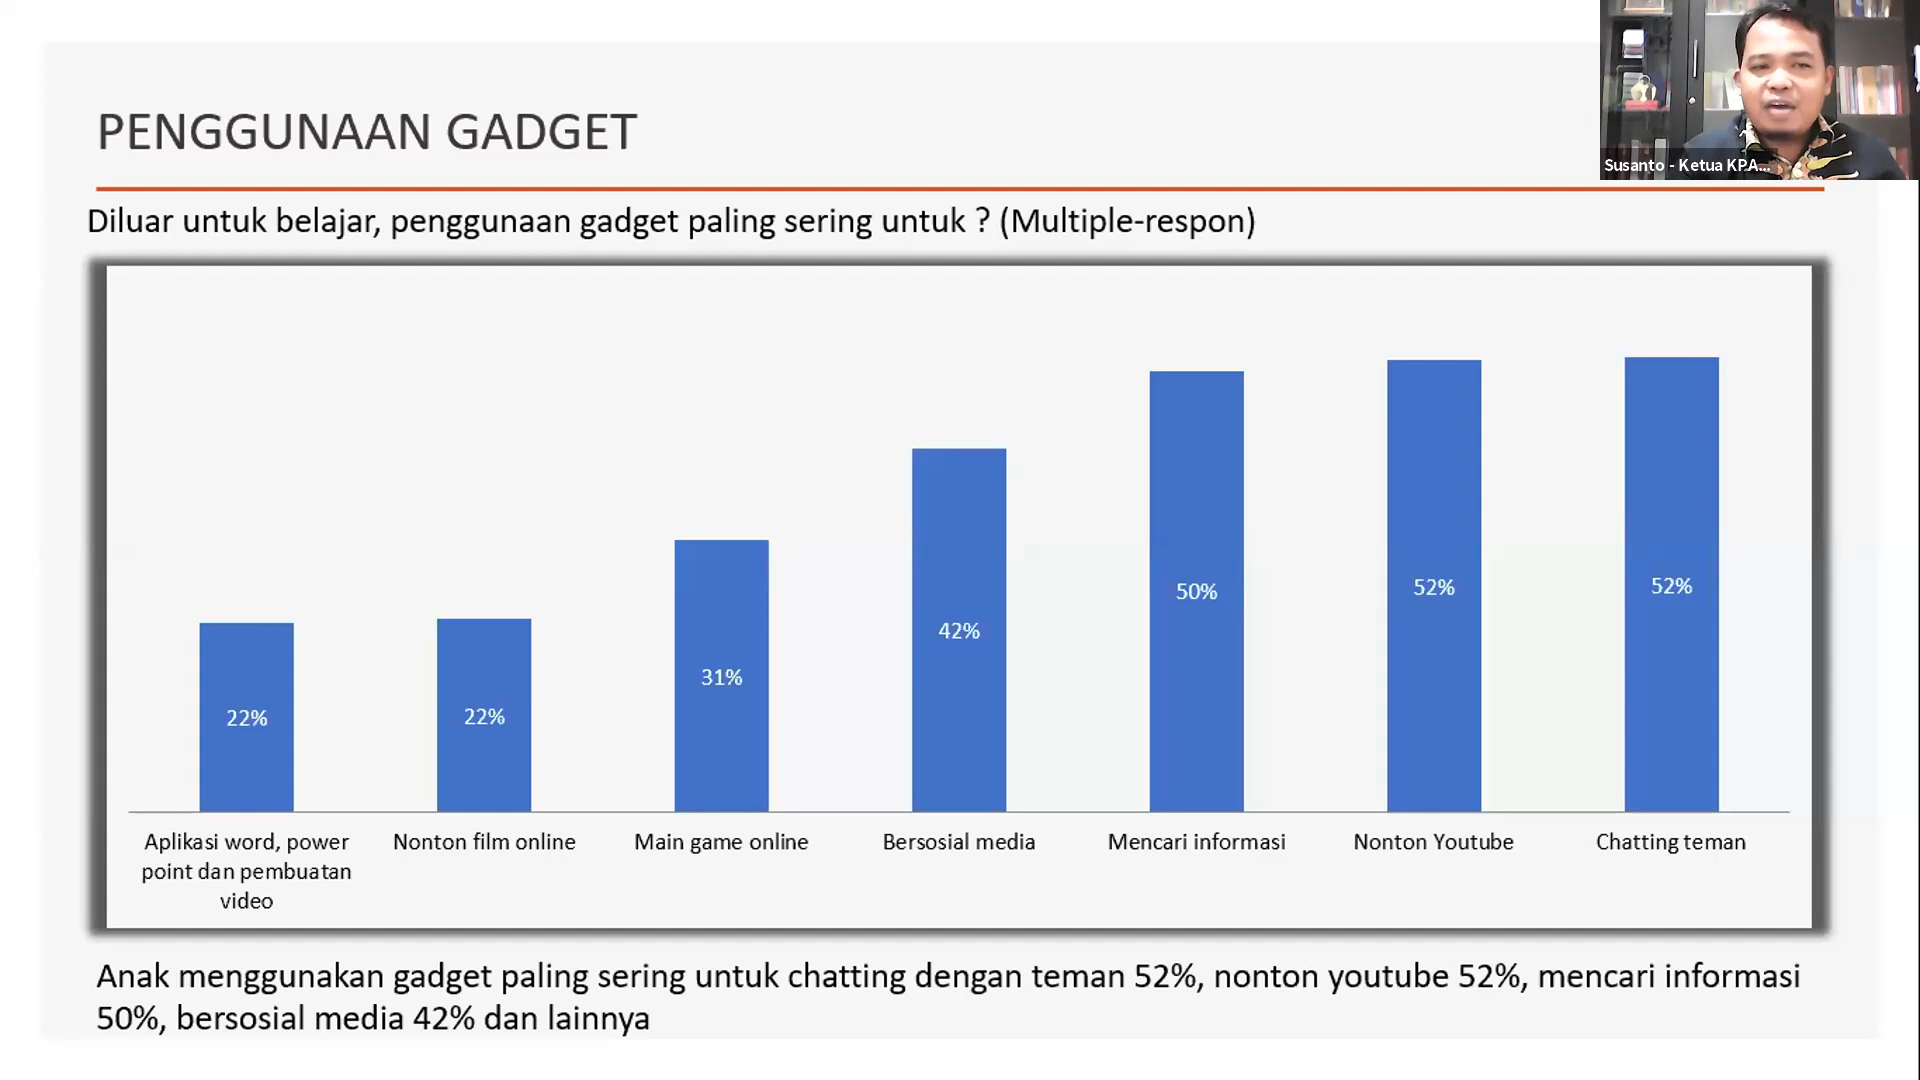 PENGGUNAAN GADGET
Susanto - Ketua KPA...
Diluar untuk belajar, penggunaan gadget paling sering untuk ? (Multiple-respon)
22%
22%
31%
42%
50%
52%
52%
Aplikasi word, power
point dan pembuatan
video
Nonton film online
Main game online
Bersosial media
Mencari informasi
Nonton Youtube
Chatting teman
Anak menggunakan gadget paling sering untuk chatting dengan teman 52%, nonton youtube 52%, mencari informasi
50%, bersosial media 42% dan lainnya